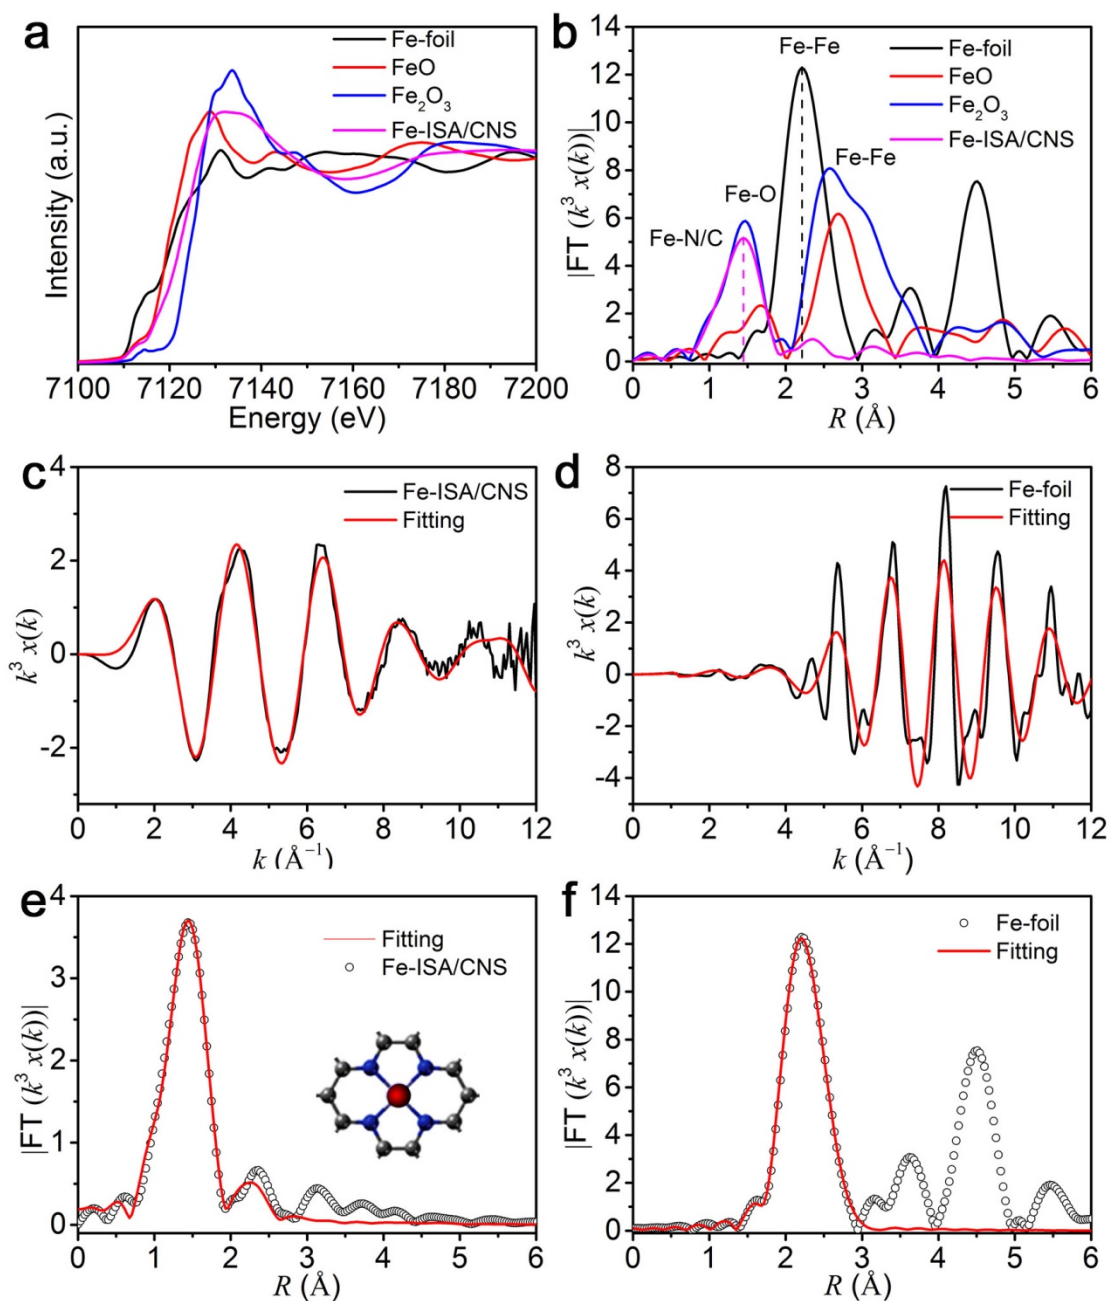 a
Fe-foil
FeO
Fe₂O₃
Fe-ISA/CNS
Intensity (a.u.)
7100 7120 7140 7160 7180 7200
Energy (eV)
b
Fe-foil
FeO
Fe₂O₃
Fe-ISA/CNS
Fe-Fe
Fe-Fe
Fe-O
Fe-N/C
|FT (k³ x(k))|
14
12
10
8
6
4
2
0
0 1 2 3 4 5 6
R (Å)
c
Fe-ISA/CNS
Fitting
k³ x(k)
4
2
0
-2
0 2 4 6 8 10 12
k (Å⁻¹)
d
Fe-foil
Fitting
k³ x(k)
8
6
4
2
0
-2
-4
0 2 4 6 8 10 12
k (Å⁻¹)
e
Fitting
Fe-ISA/CNS
|FT (k³ x(k))|
4
3
2
1
0
0 1 2 3 4 5 6
R (Å)
f
Fe-foil
Fitting
|FT (k³ x(k))|
14
12
10
8
6
4
2
0
0 1 2 3 4 5 6
R (Å)